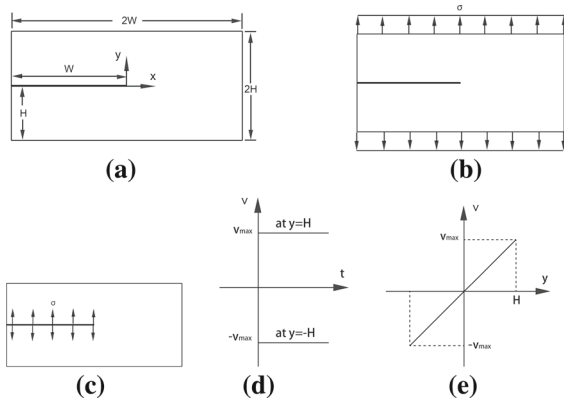 2W
W
y
x
H
2H
(a)
σ
(b)
σ
(c)
v
vmax
at y=H
t
-vmax
at y=-H
(d)
v
vmax
y
H
-vmax
(e)